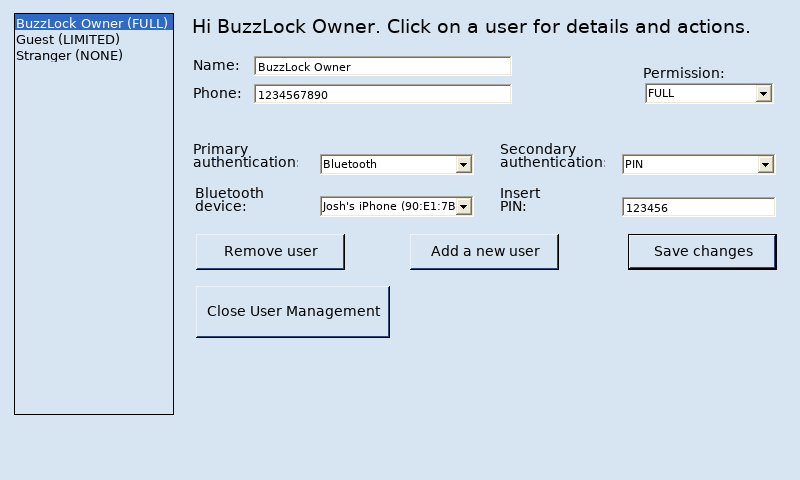 BuzzLock Owner (FULL)
Guest (LIMITED)
Stranger (NONE)
Hi BuzzLock Owner. Click on a user for details and actions.
Name:
BuzzLock Owner
Phone:
1234567890
Permission:
FULL
Primary
authentication:
Bluetooth
Secondary
authentication:
PIN
Bluetooth
device:
Josh's iPhone (90:E1:7B
Insert
PIN:
123456
Remove user
Add a new user
Save changes
Close User Management